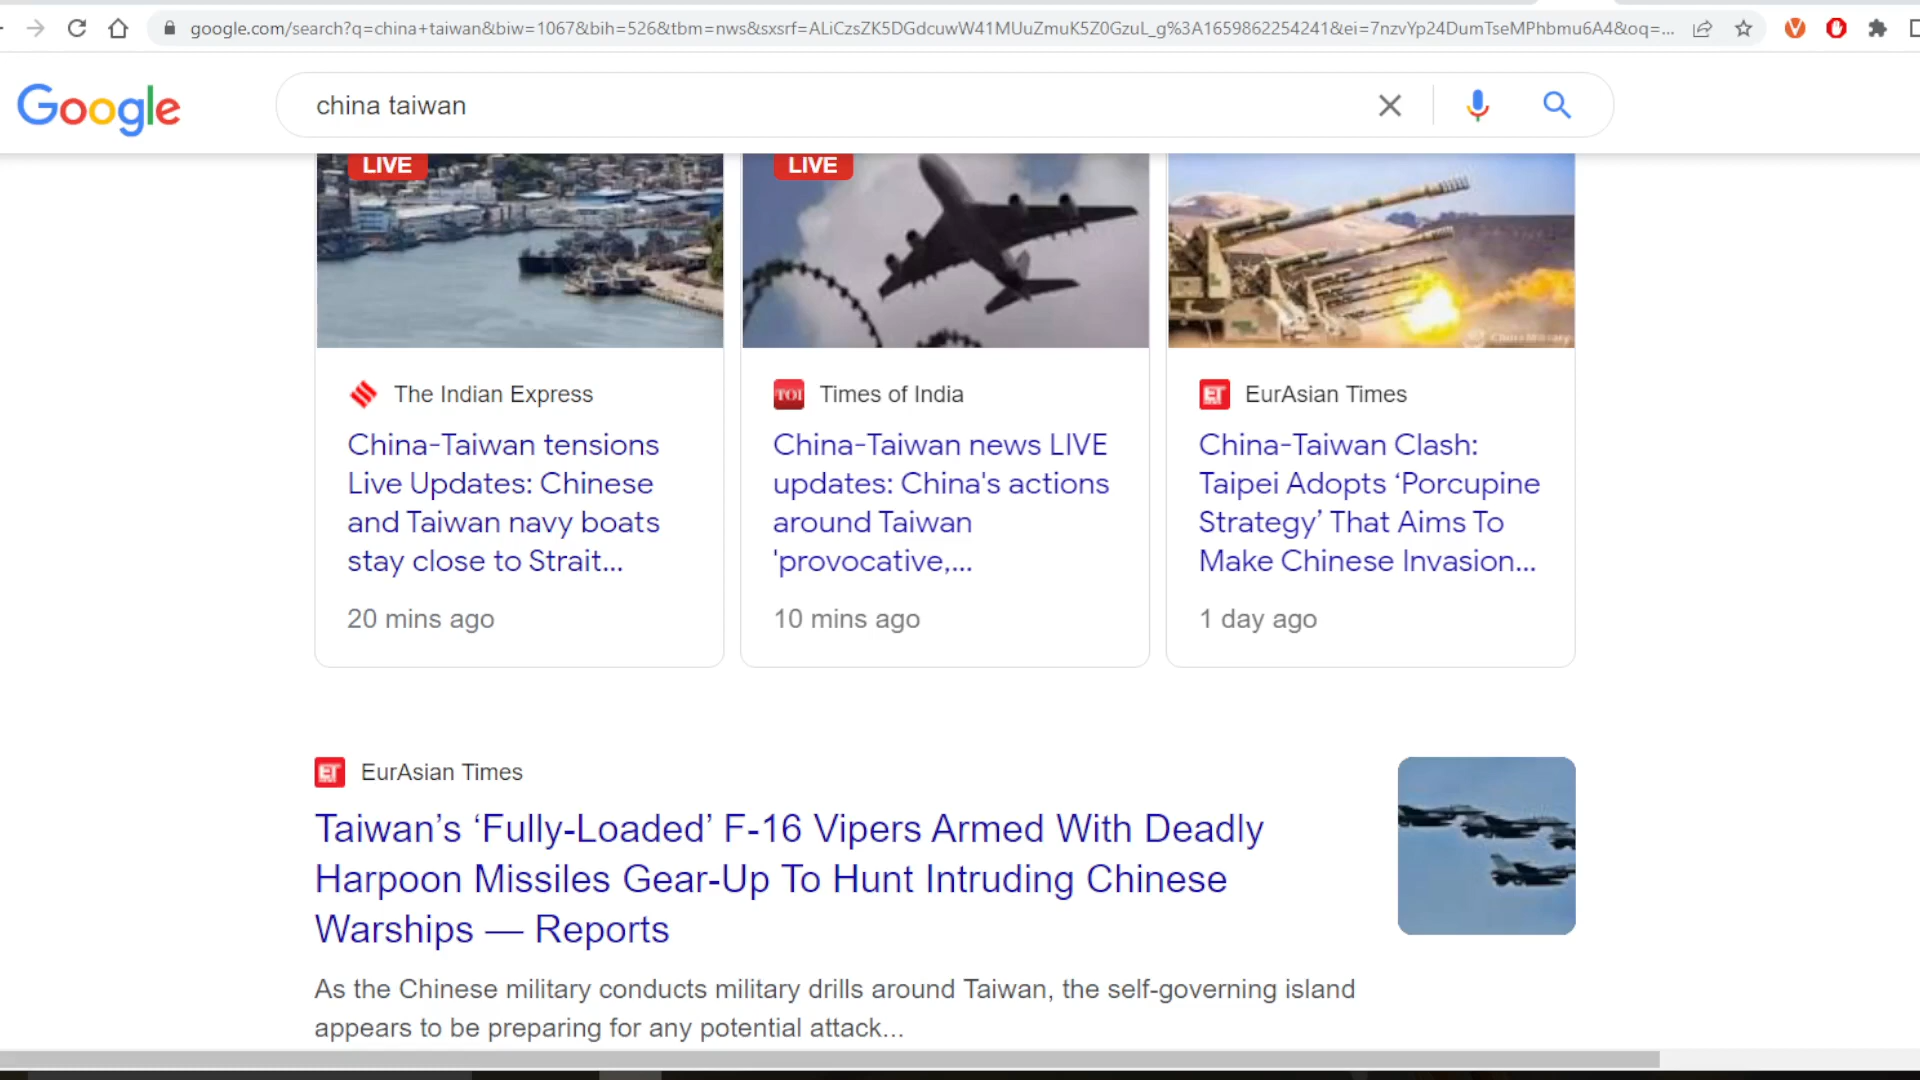 google.com/search?q=china+taiwan&biw=1067&bih=526&tbm=nws&sxsrf=ALiCzsZK5DGdcuwW41MUuZmuK5Z0GzuL_g%3A1659862254241&ei=7nzvYp24DumTseMPhbmu6A4&oq=...
Google
china taiwan
LIVE
LIVE
The Indian Express
China-Taiwan tensions
Live Updates: Chinese
and Taiwan navy boats
stay close to Strait...
20 mins ago
TOI
Times of India
China-Taiwan news LIVE
updates: China's actions
around Taiwan
'provocative,...
10 mins ago
China Military
ET
EurAsian Times
China-Taiwan Clash:
Taipei Adopts ‘Porcupine
Strategy’ That Aims To
Make Chinese Invasion...
1 day ago
ET
EurAsian Times
Taiwan’s ‘Fully-Loaded’ F-16 Vipers Armed With Deadly
Harpoon Missiles Gear-Up To Hunt Intruding Chinese
Warships — Reports
As the Chinese military conducts military drills around Taiwan, the self-governing island
appears to be preparing for any potential attack...